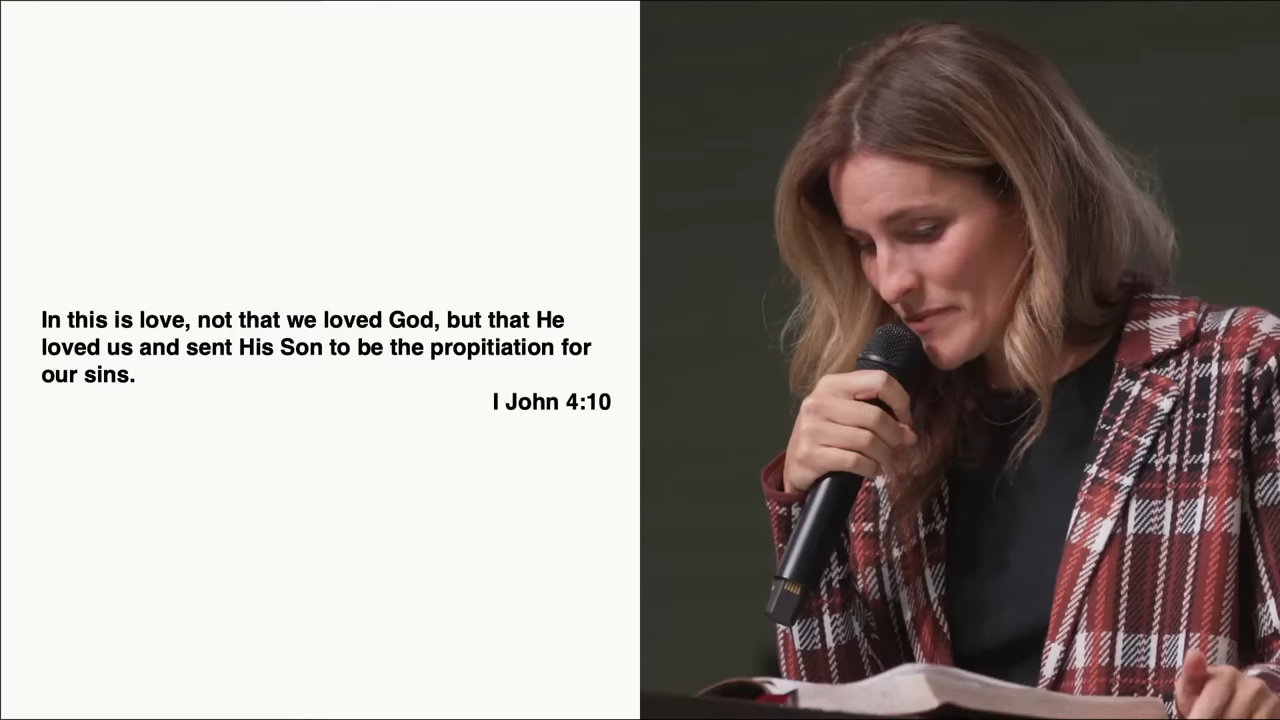 In this is love, not that we loved God, but that He
loved us and sent His Son to be the propitiation for
our sins.
I John 4:10